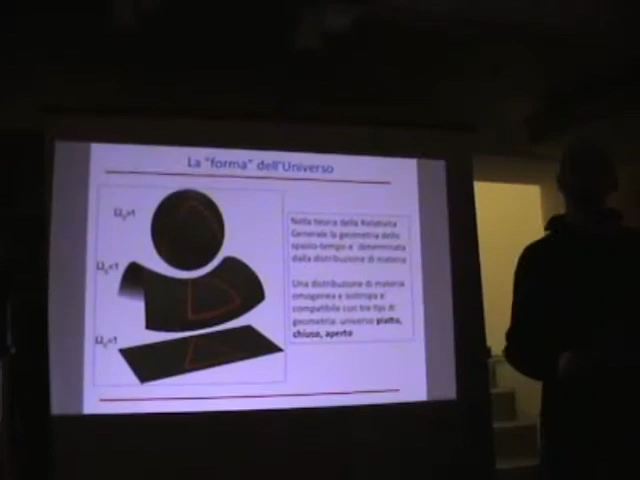 La "forma" dell'Universo
Ω₀>1
Ω₀<1
Ω₀=1
Nella teoria della Relatività
Generale la geometria dello
spazio-tempo e' determinata
dalla distribuzione di materia
Una distribuzione di materia
omogenea e isotropa e'
compatibile con tre tipi di
geometria: universo piatto,
chiuso, aperto